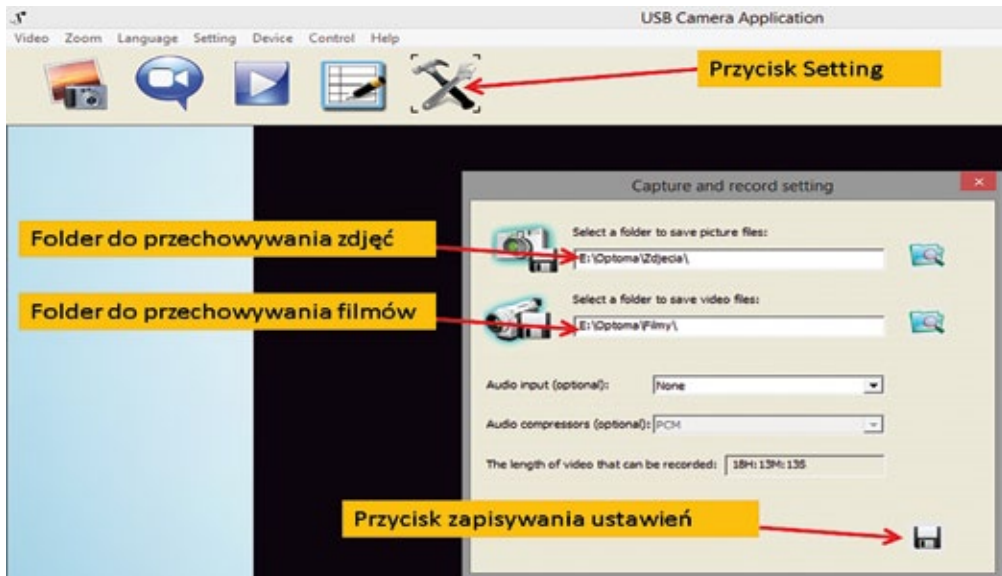 USB Camera Application
Video Zoom Language Setting Device Control Help
Przycisk Setting
Capture and record setting
Select a folder to save picture files:
Folder do przechowywania zdjęć
E:\Optoma\Zdjecia\
Select a folder to save video files:
Folder do przechowywania filmów
E:\Optoma\Filmy\
Audio input (optional): None
Audio compressors (optional): PCM
The length of video that can be recorded: 18H:13M:13S
Przycisk zapisywania ustawień